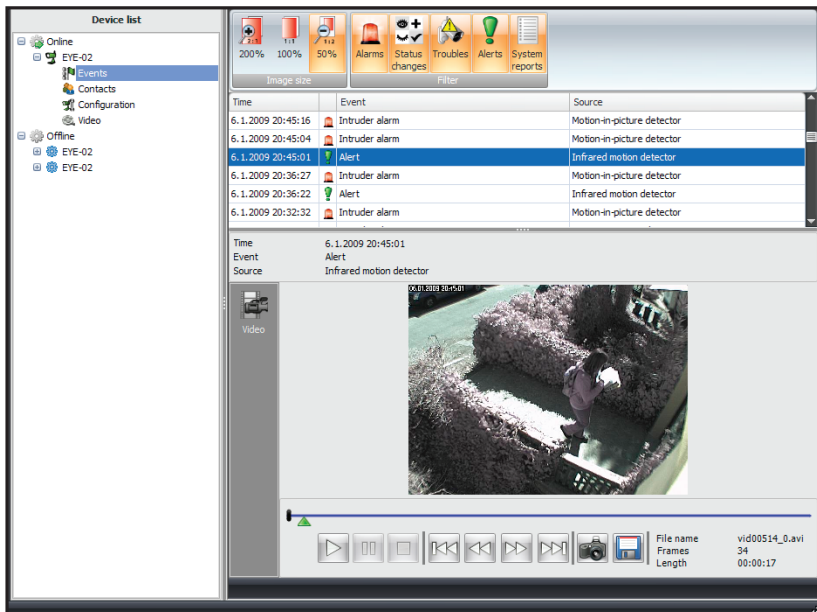 Device list
Online
EYE-02
Events
Contacts
Configuration
Video
Offline
EYE-02
EYE-02
2:1
1:1
1:2
200%
100%
50%
Alarms
Status changes
Troubles
Alerts
System reports
Image size
Filter
Time Event Source
6.1.2009 20:45:16 Intruder alarm Motion-in-picture detector
6.1.2009 20:45:04 Intruder alarm Motion-in-picture detector
6.1.2009 20:45:01 Alert Infrared motion detector
6.1.2009 20:36:27 Intruder alarm Motion-in-picture detector
6.1.2009 20:36:22 Alert Infrared motion detector
6.1.2009 20:32:32 Intruder alarm Motion-in-picture detector
Time 6.1.2009 20:45:01
Event Alert
Source Infrared motion detector
Video
06.01.2009 20:45:01
File name vid00514_0.avi
Frames 34
Length 00:00:17